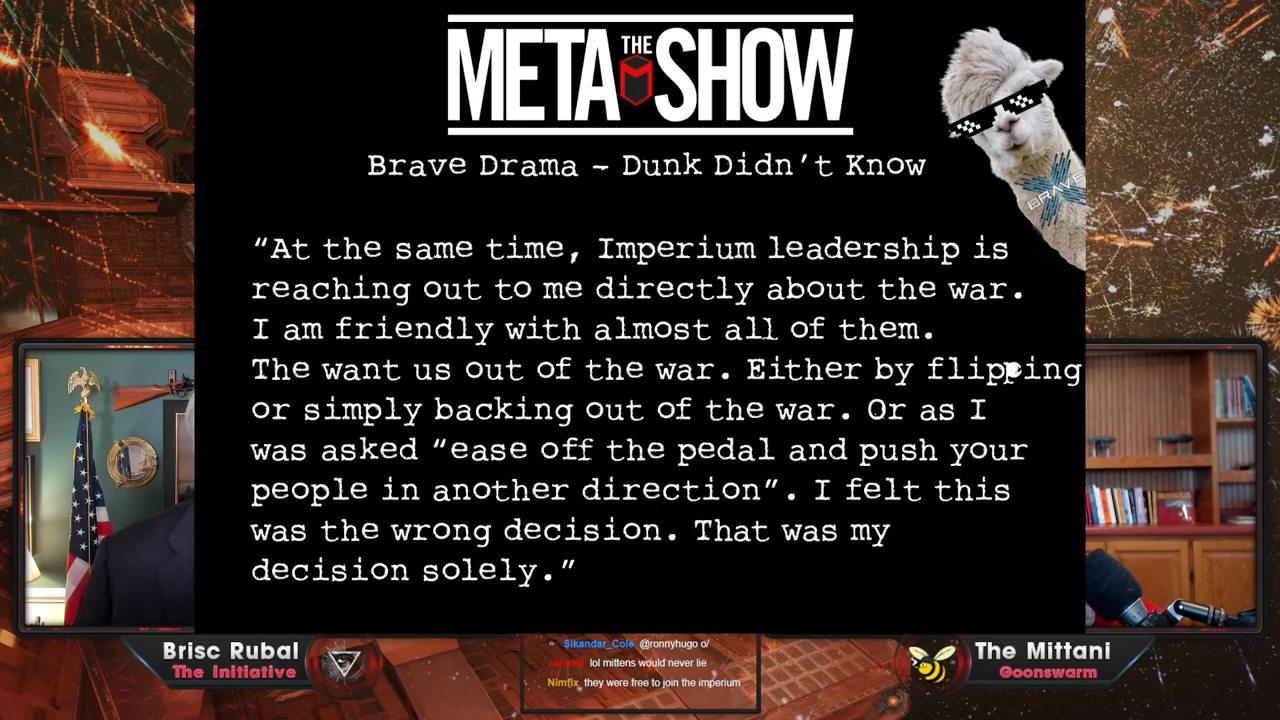 META THE SHOW
Brave Drama – Dunk Didn't Know
BRAVE
"At the same time, Imperium leadership is
reaching out to me directly about the war.
I am friendly with almost all of them.
The want us out of the war. Either by flipping
or simply backing out of the war. Or as I
was asked "ease off the pedal and push your
people in another direction". I felt this
was the wrong decision. That was my
decision solely."
Brisc Rubal
The Initiative
Sikandar_Cole @ronnyhugo o/
lol mittens would never lie
Nimfix they were free to join the imperium
The Mittani
Goonswarm